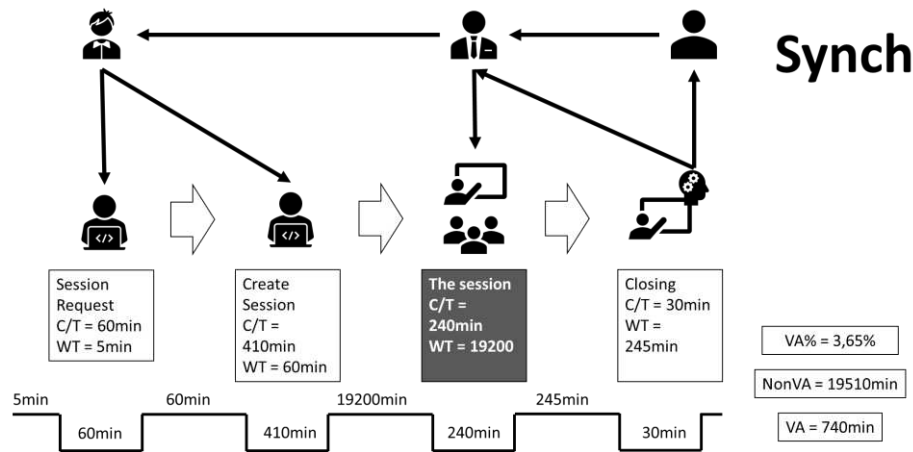 Synch
</>
</>
Session
Request
C/T = 60min
WT = 5min
Create
Session
C/T =
410min
WT = 60min
The session
C/T =
240min
WT = 19200
Closing
C/T = 30min
WT =
245min
VA% = 3,65%
NonVA = 19510min
VA = 740min
5min
60min
19200min
245min
60min
410min
240min
30min